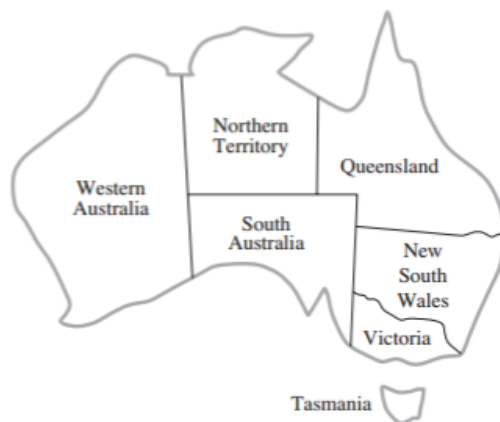 Northern
Territory
Queensland
Western
Australia
South
Australia
New
South
Wales
Victoria
Tasmania